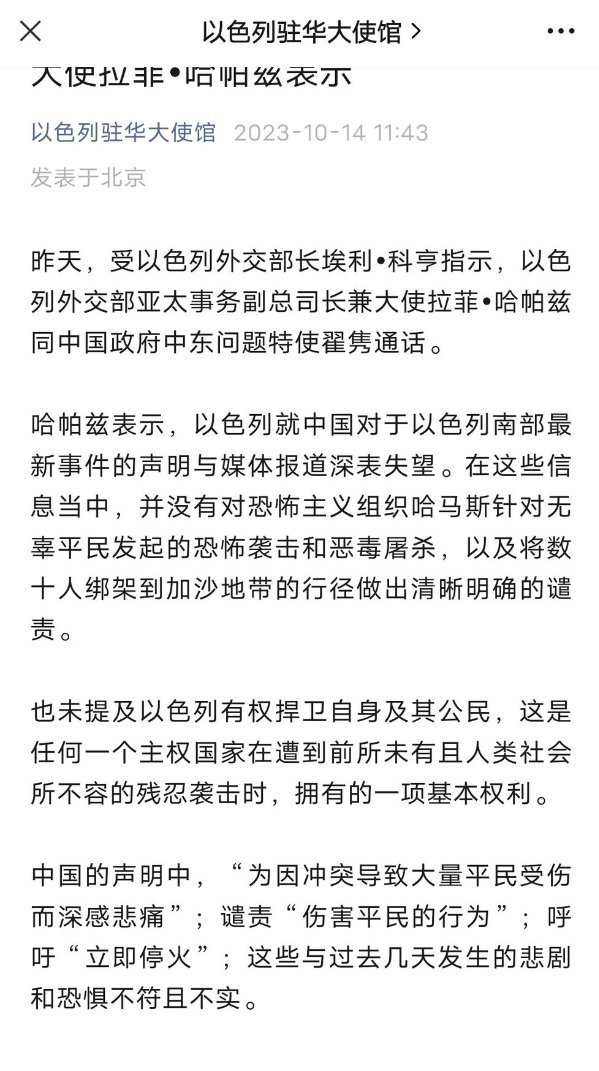 以色列驻华大使馆
大使拉菲•哈帕兹表示
以色列驻华大使馆 2023-10-14 11:43
发表于北京
昨天，受以色列外交部长埃利•科亨指示，以色
列外交部亚太事务副总司长兼大使拉菲•哈帕兹
同中国政府中东问题特使翟隽通话。
哈帕兹表示，以色列就中国对于以色列南部最
新事件的声明与媒体报道深表失望。在这些信
息当中，并没有对恐怖主义组织哈马斯针对无
辜平民发起的恐怖袭击和恶毒屠杀，以及将数
十人绑架到加沙地带的行径做出清晰明确的谴
责。
也未提及以色列有权捍卫自身及其公民，这是
任何一个主权国家在遭到前所未有且人类社会
所不容的残忍袭击时，拥有的一项基本权利。
中国的声明中，“为因冲突导致大量平民受伤
而深感悲痛”；谴责“伤害平民的行为”；呼
吁“立即停火”；这些与过去几天发生的悲剧
和恐惧不符且不实。